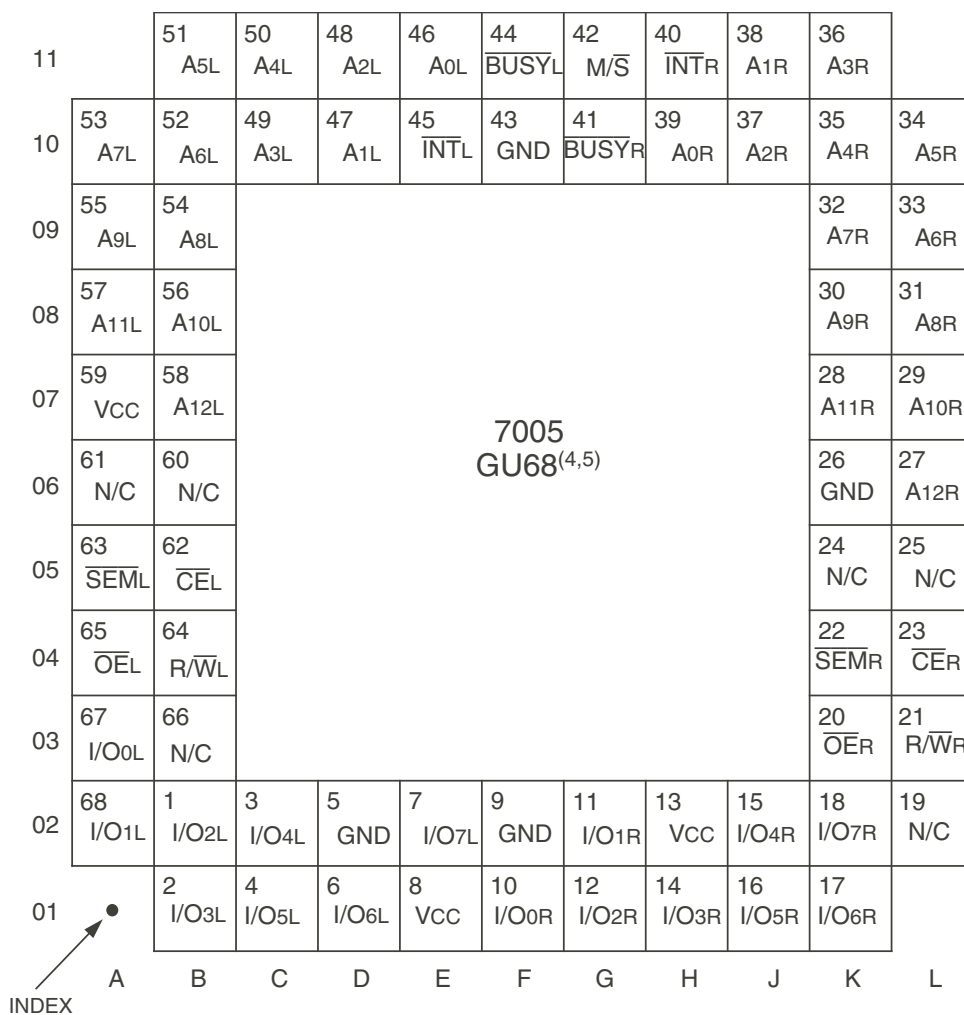 11 51 50 48 46 44 42 40 38 36
A5L A4L A2L A0L BUSYL M/S INTR A1R A3R
10 53 52 49 47 45 43 41 39 37 35 34
A7L A6L A3L A1L INTL GND BUSYR A0R A2R A4R A5R
09 55 54 32 33
A9L A8L A7R A6R
08 57 56 30 31
A11L A10L A9R A8R
07 59 58 28 29
VCC A12L A11R A10R
7005
GU68(4,5)
06 61 60 26 27
N/C N/C GND A12R
05 63 62 24 25
SEML CEL N/C N/C
04 65 64 22 23
OEL R/WL SEMR CER
03 67 66 20 21
I/O0L N/C OER R/WR
02 68 1 3 5 7 9 11 13 15 18 19
I/O1L I/O2L I/O4L GND I/O7L GND I/O1R VCC I/O4R I/O7R N/C
01 2 4 6 8 10 12 14 16 17
I/O3L I/O5L I/O6L VCC I/O0R I/O2R I/O3R I/O5R I/O6R
A B C D E F G H J K L
INDEX